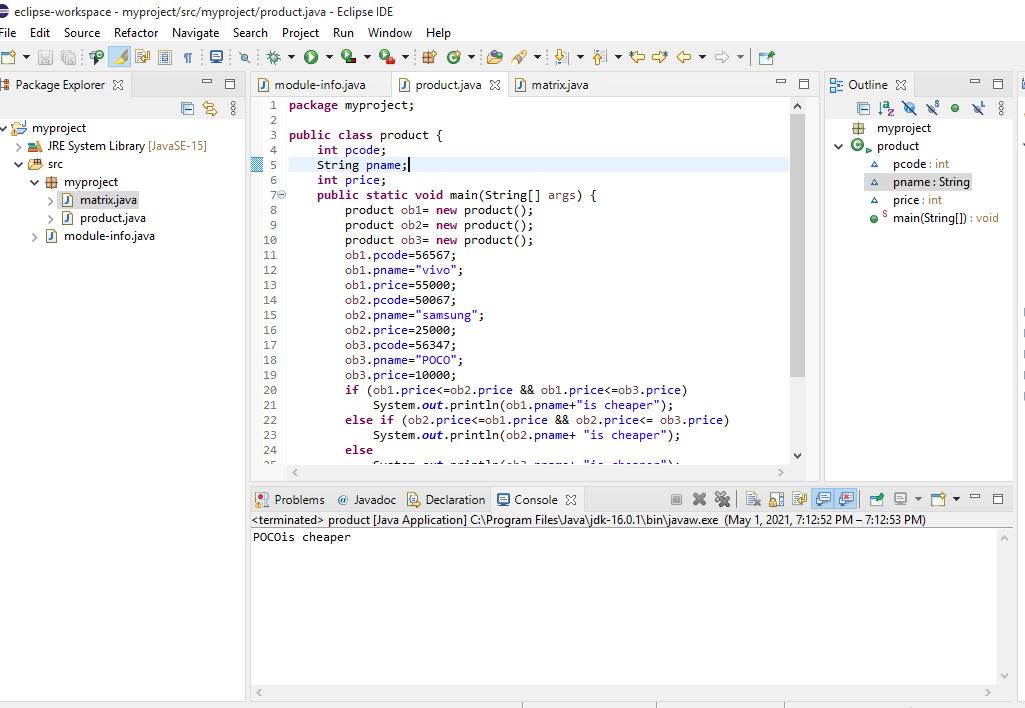 eclipse-workspace - myproject/src/myproject/product.java - Eclipse IDE
File Edit Source Refactor Navigate Search Project Run Window Help
Package Explorer
module-info.java
product.java
matrix.java
Outline
myproject
JRE System Library [JavaSE-15]
src
myproject
matrix.java
product.java
module-info.java
1 package myproject;
2
3 public class product {
4 int pcode;
5 String pname;
6 int price;
7 public static void main(String[] args) {
8 product ob1= new product();
9 product ob2= new product();
10 product ob3= new product();
11 ob1.pcode=56567;
12 ob1.pname="vivo";
13 ob1.price=55000;
14 ob2.pcode=50067;
15 ob2.pname="samsung";
16 ob2.price=25000;
17 ob3.pcode=56347;
18 ob3.pname="POCO";
19 ob3.price=10000;
20 if (ob1.price<=ob2.price && ob1.price<=ob3.price)
21 System.out.println(ob1.pname+"is cheaper");
22 else if (ob2.price<=ob1.price && ob2.price<= ob3.price)
23 System.out.println(ob2.pname+ "is cheaper");
24 else
myproject
product
pcode : int
pname : String
price : int
main(String[]) : void
Problems @ Javadoc Declaration Console
<terminated> product [Java Application] C:\Program Files\Java\jdk-16.0.1\bin\javaw.exe (May 1, 2021, 7:12:52 PM – 7:12:53 PM)
POCOis cheaper